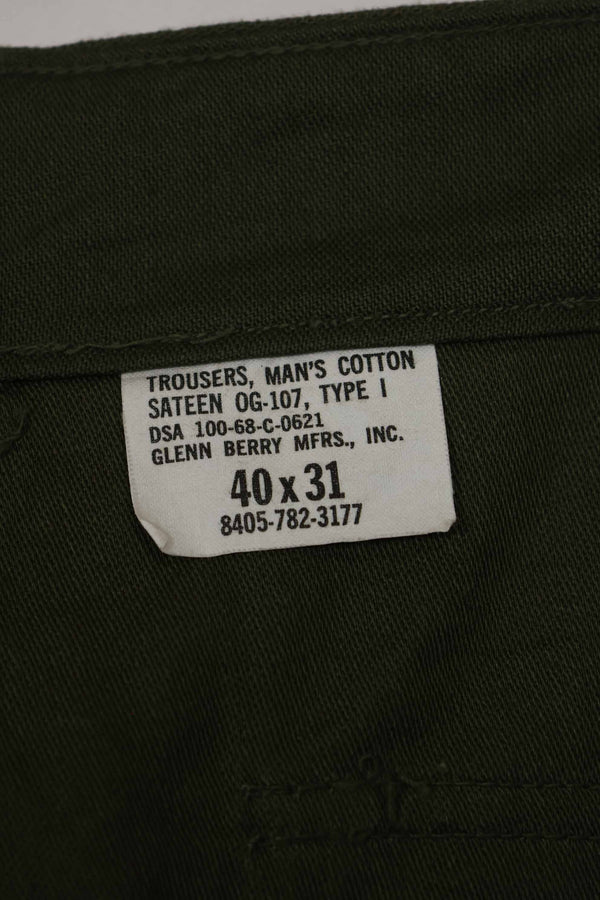 TROUSERS, MAN'S COTTON
SATEEN OG-107, TYPE I
DSA 100-68-C-0621
GLENN BERRY MFRS., INC.
40 x 31
8405-782-3177